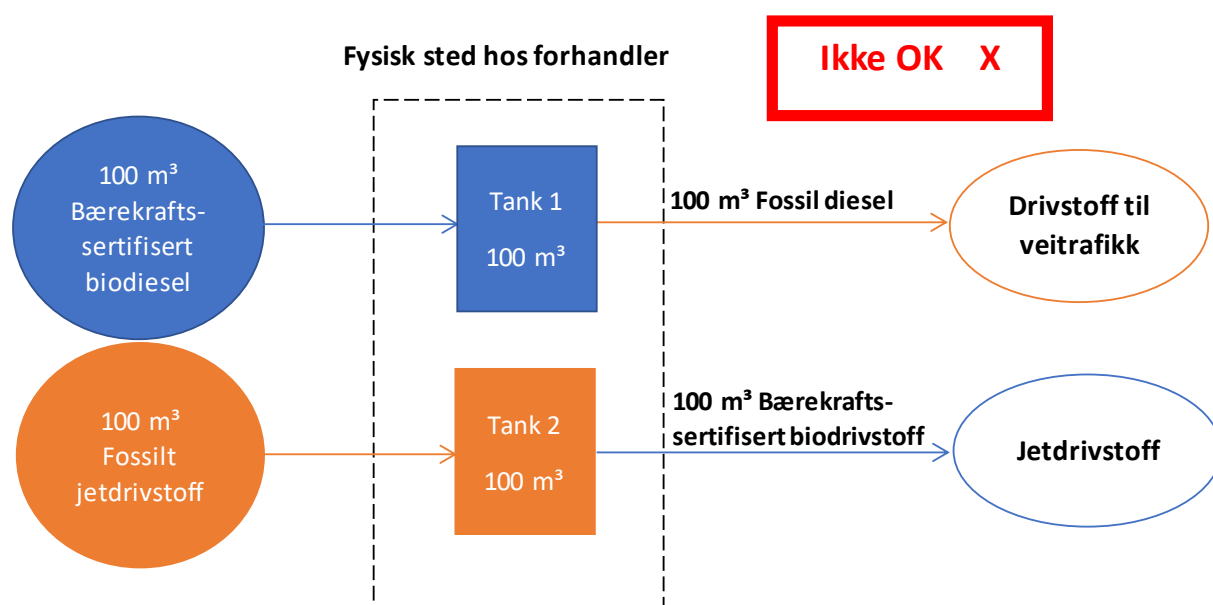 Fysisk sted hos forhandler
Ikke OK X
100 m³
Bærekrafts-
sertifisert
biodiesel
Tank 1
100 m³
100 m³ Fossil diesel
Drivstoff til
veitrafikk
100 m³
Fossilt
jetdrivstoff
Tank 2
100 m³
100 m³ Bærekrafts-
sertifisert biodrivstoff
Jetdrivstoff